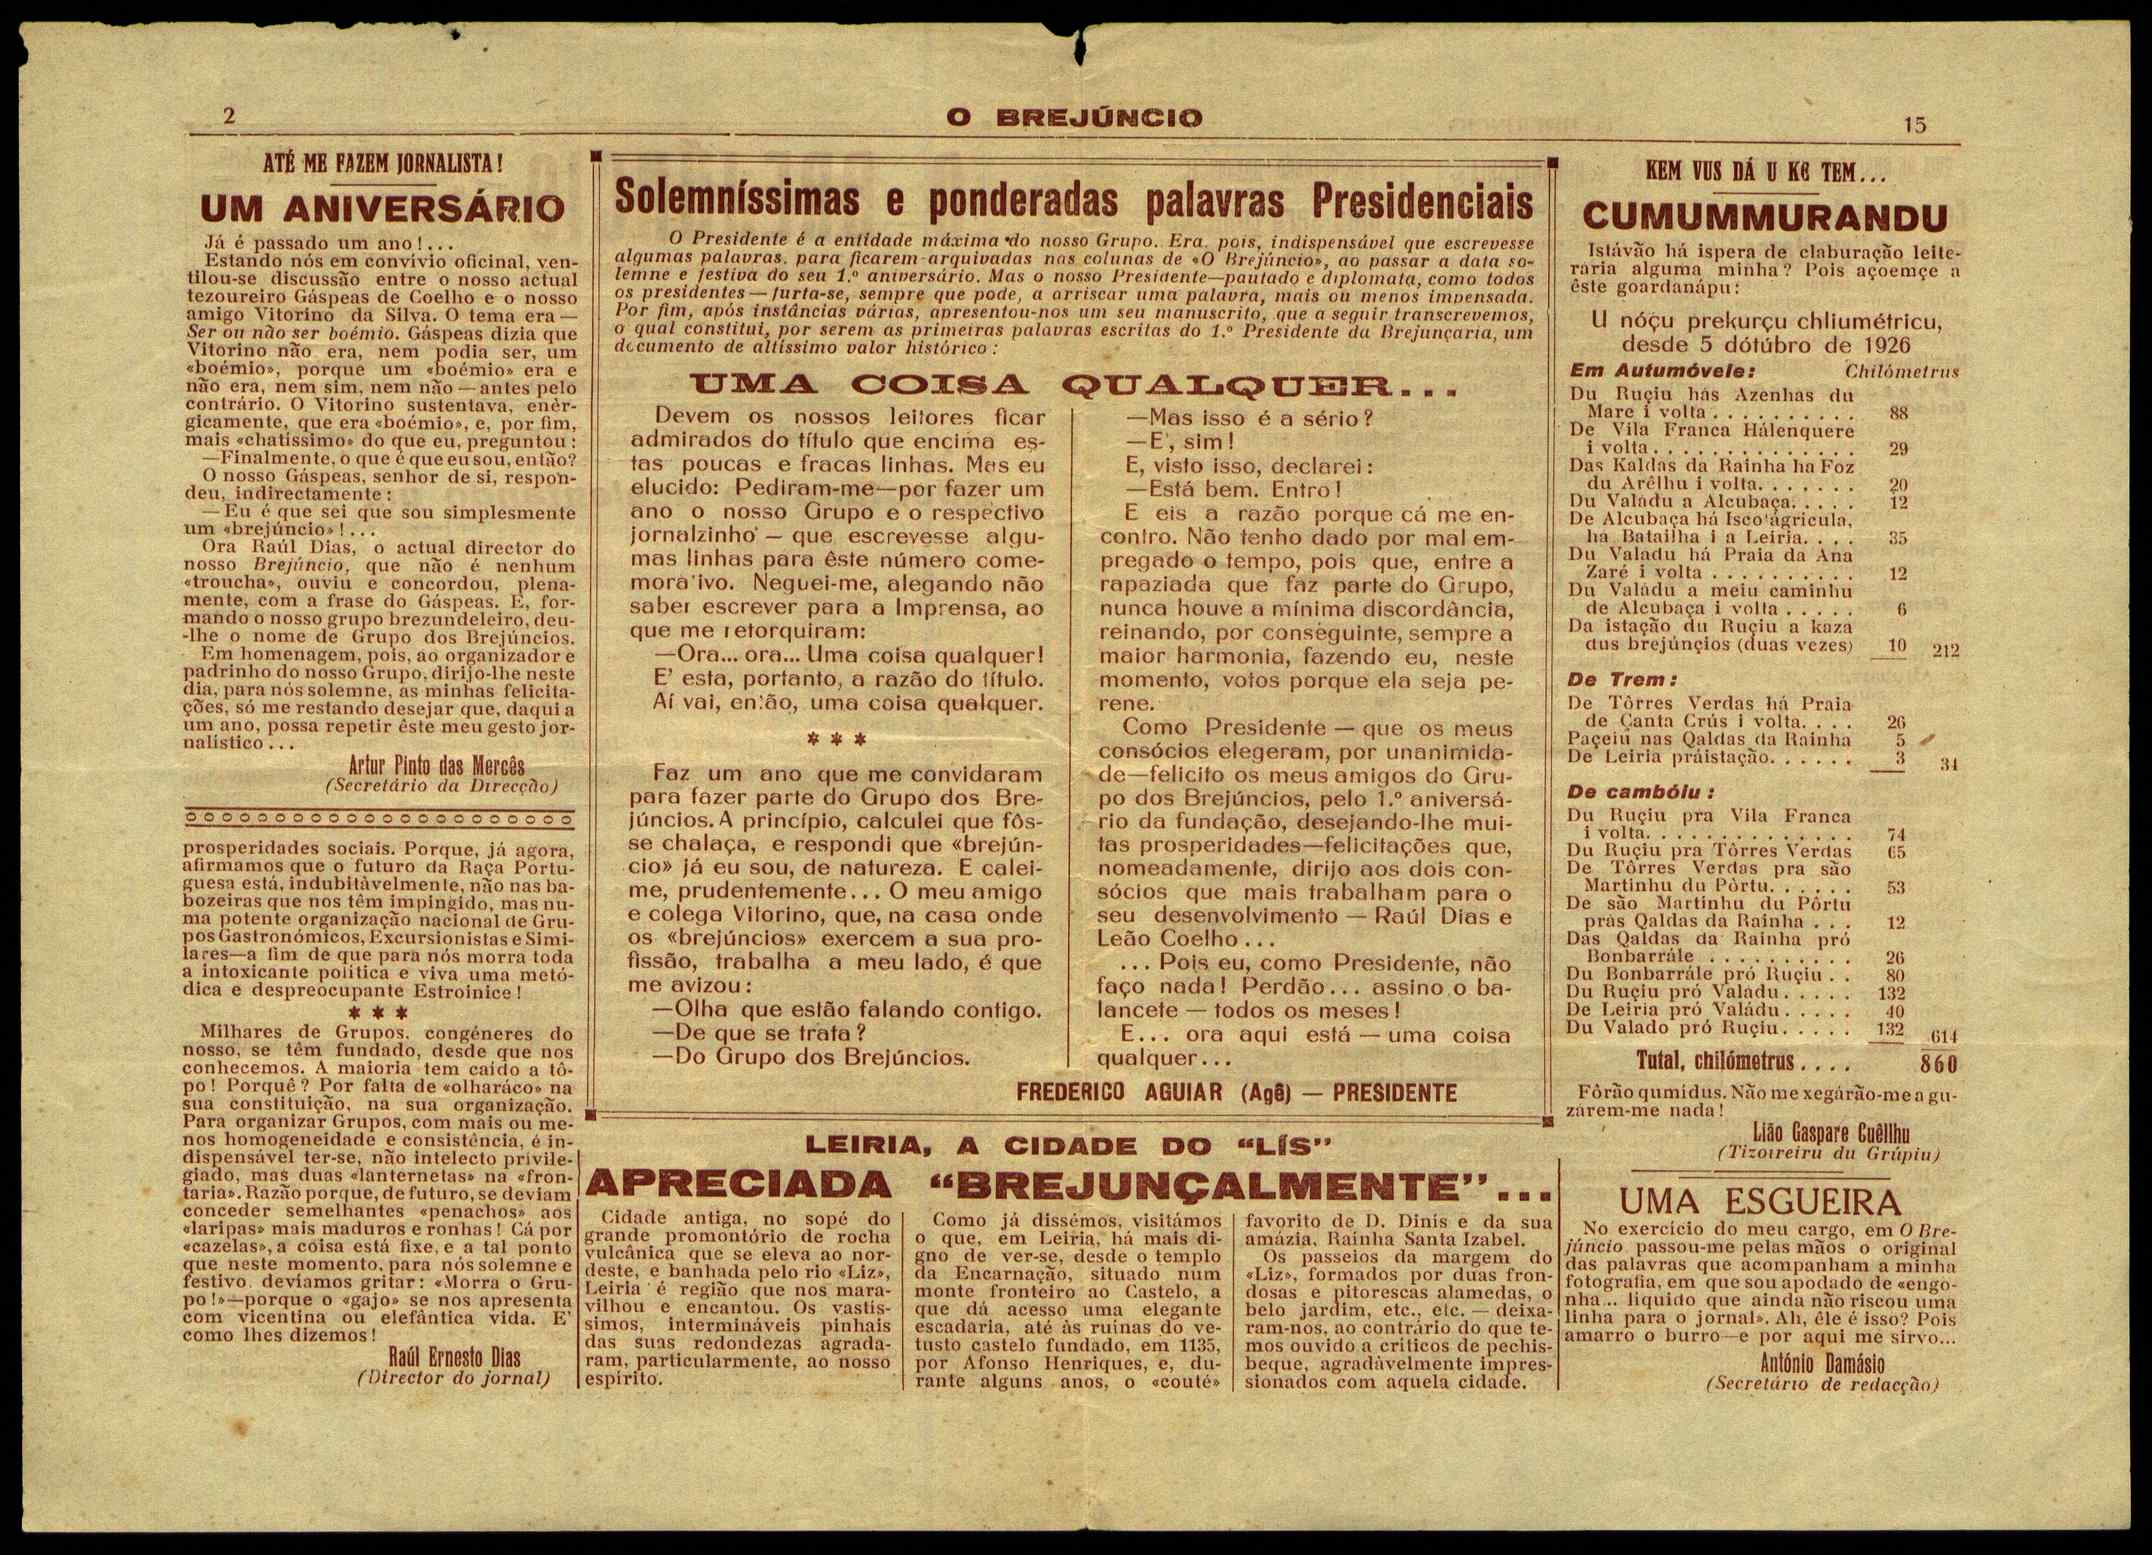 2
O BREJÚNCIO
15
ATÉ ME FAZEM JORNALISTA!
UM ANIVERSÁRIO
Já é passado um ano!...
Estando nós em convívio oficinal, ven-
tilou-se discussão entre o nosso actual
tezoureiro Gáspeas de Coelho e o nosso
amigo Vitorino da Silva. O tema era —
Ser ou não ser boémio. Gáspeas dizia que
Vitorino não era, nem podia ser, um
«boémio», porque um «boémio» era e
não era, nem sim, nem não — antes pelo
contrário. O Vitorino sustentava, enèr-
gicamente, que era «boémio», e, por fim,
mais «chatissimo» do que eu, preguntou:
—Finalmente, o que é que eu sou, então?
O nosso Gáspeas, senhor de si, respon-
deu, indirectamente:
—Eu é que sei que sou simplesmente
um «brejúncio»!...
Ora Raúl Dias, o actual director do
nosso Brejúncio, que não é nenhum
«troucha», ouviu e concordou, plena-
mente, com a frase do Gáspeas. E, for-
mando o nosso grupo brezundeleiro, deu-
-lhe o nome de Grupo dos Brejúncios.
Em homenagem, pois, ao organizador e
padrinho do nosso Grupo, dirijo-lhe neste
dia, para nós solemne, as minhas felicita-
ções, só me restando desejar que, daqui a
um ano, possa repetir êste meu gesto jor-
nalístico...
Artur Pinto das Mercês
(Secretário da Direcção)
prosperidades sociais. Porque, já agora,
afirmamos que o futuro da Raça Portu-
guesa está, indubitàvelmente, não nas ba-
bozeiras que nos têm impingido, mas nu-
ma potente organização nacional de Gru-
pos Gastronómicos, Excursionistas e Simi-
lares—a fim de que para nós morra toda
a intoxicante política e viva uma metó-
dica e despreocupante Estroinice!
* * *
Milhares de Grupos, congéneres do
nosso, se têm fundado, desde que nos
conhecemos. A maioria tem caído a tô-
po! Porquê? Por falta de «olharáco» na
sua constituição, na sua organização.
Para organizar Grupos, com mais ou me-
nos homogeneidade e consistência, é in-
dispensável ter-se, não intelecto privile-
giado, mas duas «lanternetas» na «fron-
taria». Razão porque, de futuro, se deviam
conceder semelhantes «penachos» aos
«laripas» mais maduros e ronhas! Cá por
«cazelas», a coisa está fixe, e a tal ponto
que neste momento, para nós solemne e
festivo, devíamos gritar: «Morra o Gru-
po!»—porque o «gajo» se nos apresenta
com vicentina ou elefântica vida. E'
como lhes dizemos!
Raúl Ernesto Dias
(Director do jornal)
Solemníssimas e ponderadas palavras Presidenciais
O Presidente é a entidade máxima do nosso Grupo. Era, pois, indispensável que escrevesse
algumas palavras, para ficarem arquivadas nas colunas de «O Brejúncio», ao passar a data so-
lemne e festiva do seu 1.º aniversário. Mas o nosso Presidente—pautado e diplomata, como todos
os presidentes — furta-se, sempre que pode, a arriscar uma palavra, mais ou menos impensada.
Por fim, após instâncias várias, apresentou-nos um seu manuscrito, que a seguir transcrevemos,
o qual constitui, por serem as primeiras palavras escritas do 1.º Presidente da Brejunçaria, um
documento de altíssimo valor histórico:
UMA COISA QUALQUER...
Devem os nossos leitores ficar
admirados do título que encima es-
tas poucas e fracas linhas. Mas eu
elucido: Pediram-me—por fazer um
ano o nosso Grupo e o respectivo
jornalzinho — que escrevesse algu-
mas linhas para êste número come-
morativo. Neguei-me, alegando não
saber escrever para a Imprensa, ao
que me retorquiram:
—Ora... ora... Uma coisa qualquer!
E' esta, portanto, a razão do título.
Aí vai, então, uma coisa qualquer.
* * *
Faz um ano que me convidaram
para fazer parte do Grupo dos Bre-
júncios. A princípio, calculei que fôs-
se chalaça, e respondi que «brejún-
cio» já eu sou, de natureza. E calei-
me, prudentemente... O meu amigo
e colega Vitorino, que, na casa onde
os «brejúncios» exercem a sua pro-
fissão, trabalha a meu lado, é que
me avizou:
—Olha que estão falando contigo.
—De que se trata?
—Do Grupo dos Brejúncios.
—Mas isso é a sério?
—E', sim!
E, visto isso, declarei:
—Está bem. Entro!
E eis a razão porque cá me en-
contro. Não tenho dado por mal em-
pregado o tempo, pois que, entre a
rapaziada que faz parte do Grupo,
nunca houve a mínima discordância,
reinando, por conseguinte, sempre a
maior harmonia, fazendo eu, neste
momento, votos porque ela seja pe-
rene.
Como Presidente — que os meus
consócios elegeram, por unanimida-
de—felicito os meus amigos do Gru-
po dos Brejúncios, pelo 1.º aniversá-
rio da fundação, desejando-lhe mui-
tas prosperidades—felicitações que,
nomeadamente, dirijo aos dois con-
sócios que mais trabalham para o
seu desenvolvimento — Raúl Dias e
Leão Coelho...
... Pois eu, como Presidente, não
faço nada! Perdão... assino o ba-
lancete — todos os meses!
E... ora aqui está — uma coisa
qualquer...
FREDERICO AGUIAR (Agê) — PRESIDENTE
LEIRIA, A CIDADE DO “LÍS”
APRECIADA “BREJUNÇALMENTE”...
Cidade antiga, no sopé do
grande promontório de rocha
vulcânica que se eleva ao nor-
deste, e banhada pelo rio «Liz»,
Leiria é região que nos mara-
vilhou e encantou. Os vastís-
simos, intermináveis pinhais
das suas redondezas agrada-
ram, particularmente, ao nosso
espírito.
Como já dissémos, visitámos
o que, em Leiria, há mais di-
gno de ver-se, desde o templo
da Encarnação, situado num
monte fronteiro ao Castelo, a
que dá acesso uma elegante
escadaria, até às ruínas do ve-
tusto castelo fundado, em 1135,
por Afonso Henriques, e, du-
rante alguns anos, o «couté»
favorito de D. Dinis e da sua
amázia, Rainha Santa Izabel.
Os passeios da margem do
«Liz», formados por duas fron-
dosas e pitorescas alamedas, o
belo jardim, etc., etc. — deixa-
ram-nos, ao contrário do que te-
mos ouvido a críticos de pechis-
beque, agradàvelmente impres-
sionados com aquela cidade.
KEM VUS DÁ U KE TEM...
CUMUMMURANDU
Istávão há ispera de claburação leite-
rária alguma minha? Pois açoemçe a
êste goardanápu:
U nóçu prekurçu chliumétricu,
desde 5 dótúbro de 1926
Em Autumóvele: Chilómetrus
Du Ruçiu hás Azenhas du
Mare i volta .......... 88
De Vila Franca Hálenquere
i volta.............. 29
Das Kaldas da Rainha ha Foz
du Arêlhu i volta....... 20
Du Valádu a Alcubaça..... 12
De Alcubaça há Isco'ágricula,
há Batailha i a Leiria.... 35
Du Valadu há Praia da Ana
Zaré i volta .......... 12
Du Valádu a meiu caminhu
de Alcubaça i volta ..... 6
Da istação du Ruçiu a kaza
dus brejúnçios (duas vezes) 10 212
De Trem:
De Tôrres Verdas há Praia
de Çanta Crús i volta.... 26
Paçeiu nas Qaldas da Rainha 5
De Leiria práistação...... 3 34
De cambóiu:
Du Ruçiu pra Vila Franca
i volta.............. 74
Du Ruçiu pra Tôrres Verdas 65
De Tôrres Verdas pra são
Martinhu du Pôrtu...... 53
De são Martinhu du Pôrtu
prás Qaldas da Rainha ... 12
Das Qaldas da Rainha pró
Bonbarrále .......... 26
Du Bonbarrále pró Ruçiu .. 80
Du Ruçiu pró Valádu..... 132
De Leiria pró Valádu..... 40
Du Valado pró Ruçiu..... 132 614
Tutal, chilómetrus.... 860
Fôrão qumidus. Não me xegárão-me a gu-
zárem-me nada!
Lião Gaspare Cuêllhu
(Tizoireiru du Grúpiu)
UMA ESGUEIRA
No exercício do meu cargo, em O Bre-
júncio passou-me pelas mãos o original
das palavras que acompanham a minha
fotografia, em que sou apodado de «engo-
nha... liquido que ainda não riscou uma
linha para o jornal». Ah, êle é isso? Pois
amarro o burro—e por aqui me sirvo...
António Damásio
(Secretário de redacção)